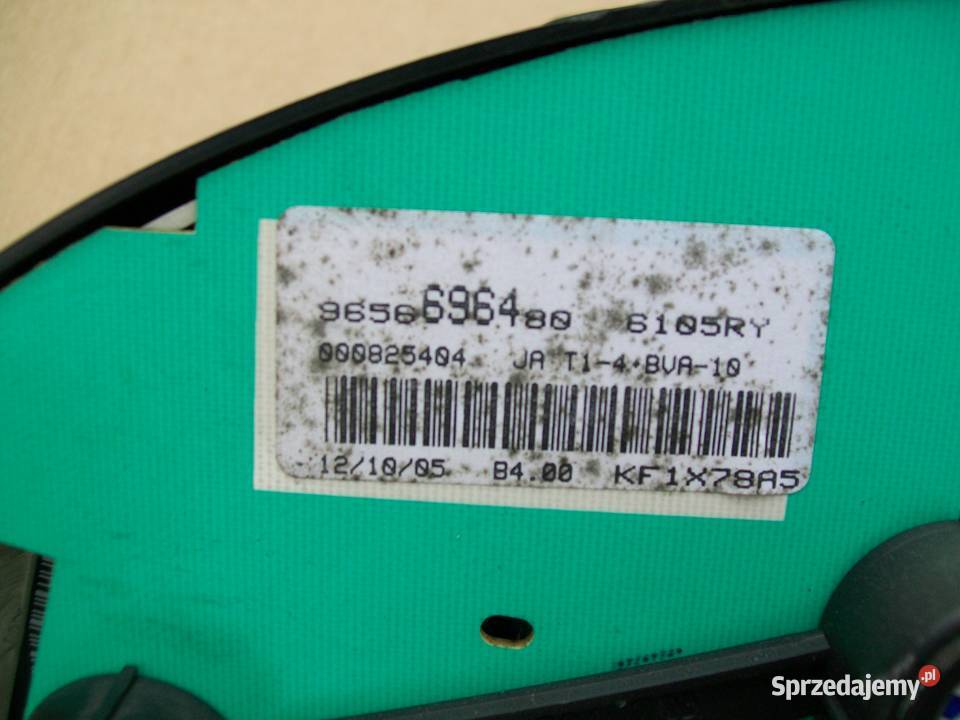 9656696480 6105RY
000825404 JA T1-4 BVA-10
12/10/05 B4.00 KF1X78A5
Sprzedajemy.pl